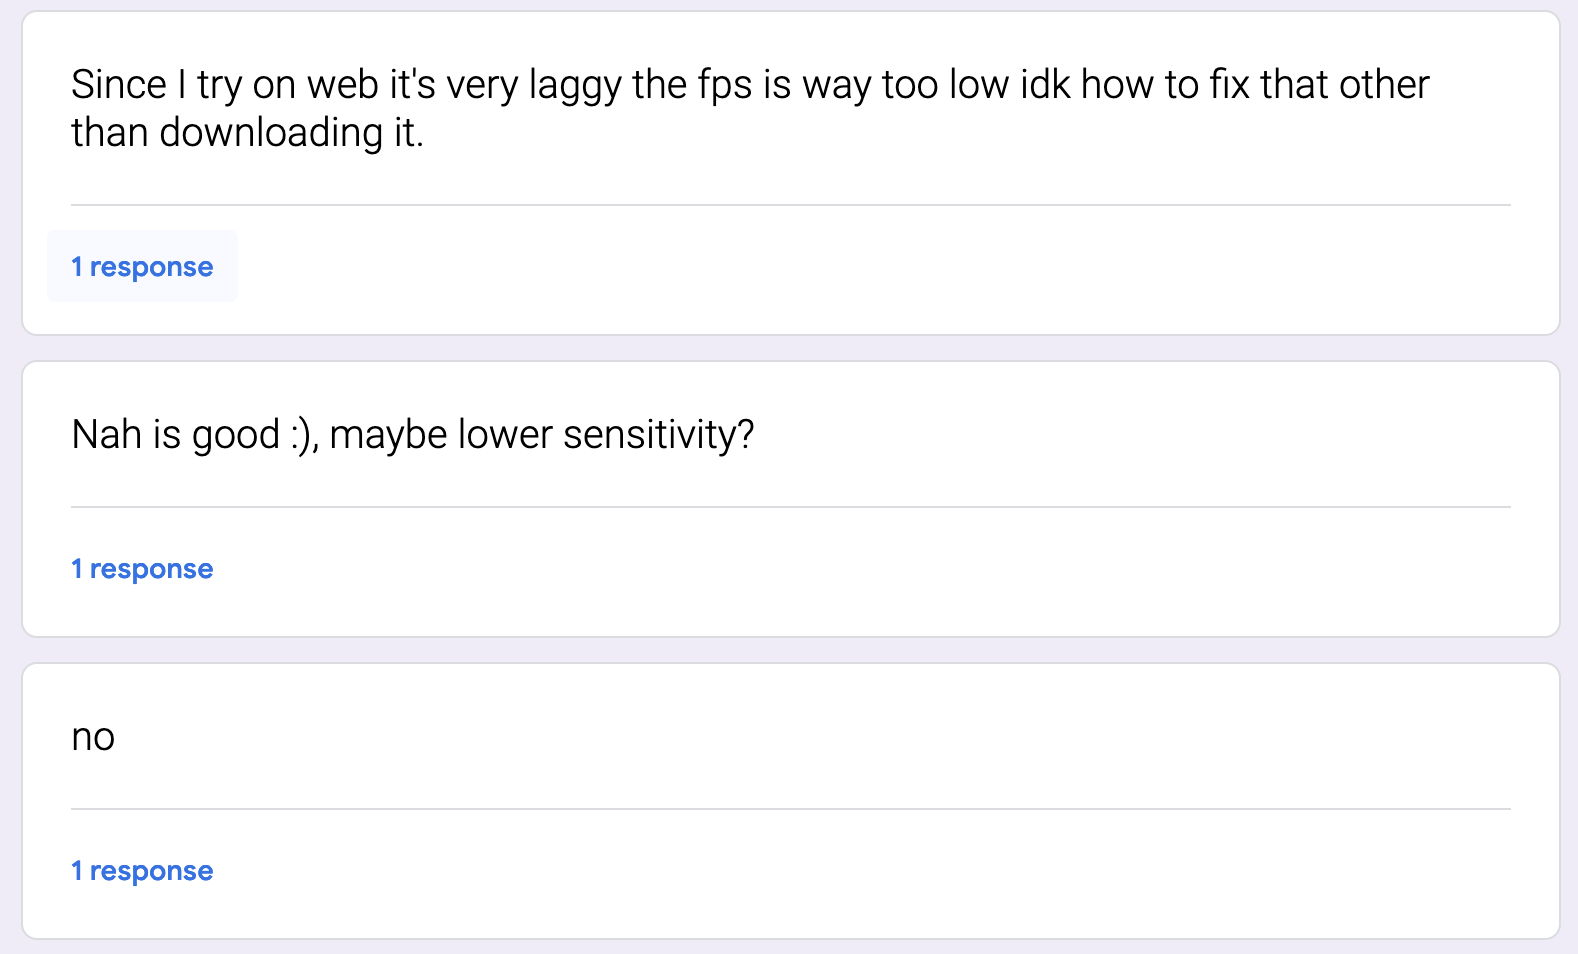 Since I try on web it's very laggy the fps is way too low idk how to fix that other
than downloading it.
1 response
Nah is good :), maybe lower sensitivity?
1 response
no
1 response